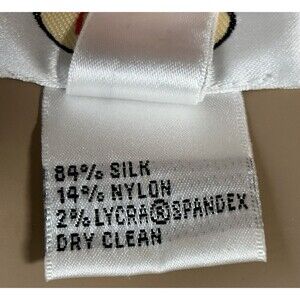 84% SILK
14% NYLON
2% LYCRA® SPANDEX
DRY CLEAN